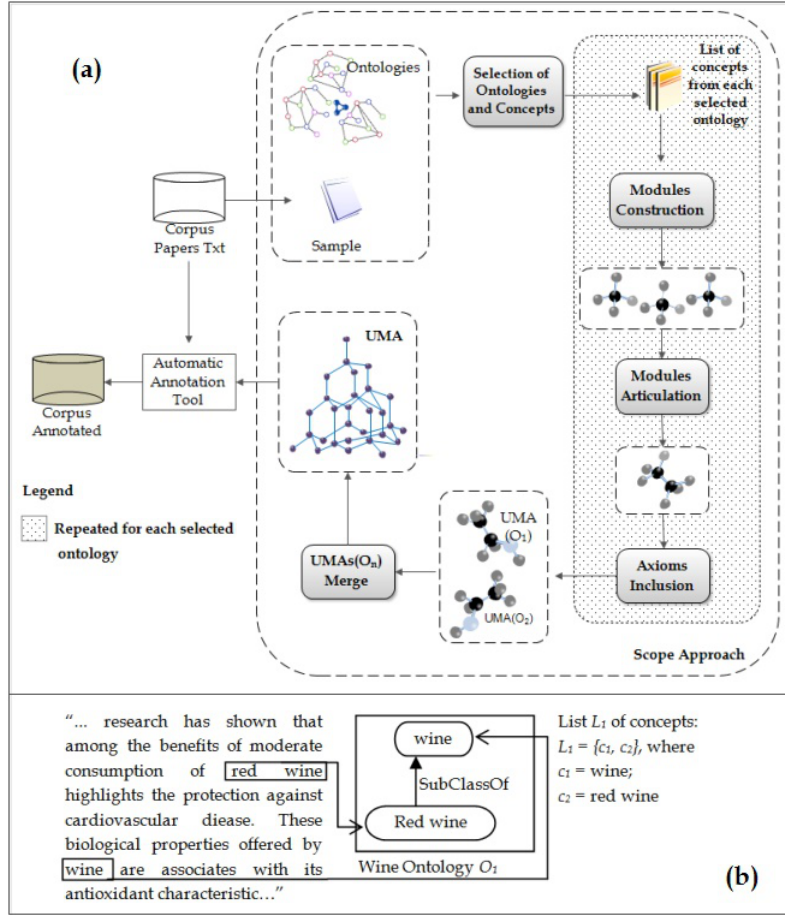 (a)
Ontologies
Sample
Selection of
Ontologies
and Concepts
List of
concepts
from each
selected
ontology
Modules
Construction
Corpus
Papers Txt
UMA
Automatic
Annotation
Tool
Corpus
Annotated
Modules
Articulation
Legend
Repeated for each selected
ontology
UMAs(Oₙ)
Merge
UMA
(O₁)
UMA(O₂)
Axioms
Inclusion
Scope Approach
“... research has shown that
among the benefits of moderate
consumption of red wine
highlights the protection against
cardiovascular diease. These
biological properties offered by
wine are associates with its
antioxidant characteristic…”
wine
SubClassOf
Red wine
Wine Ontology O₁
List L₁ of concepts:
L₁ = {c₁, c₂}, where
c₁ = wine;
c₂ = red wine
(b)